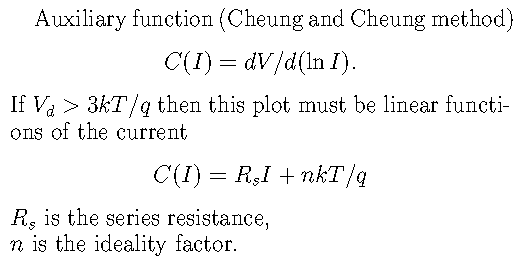 Auxiliary function (Cheung and Cheung method)
C(I) = dV/d(ln I).
If V_d > 3kT/q then this plot must be linear functi-
ons of the current
C(I) = R_sI + nkT/q
R_s is the series resistance,
n is the ideality factor.